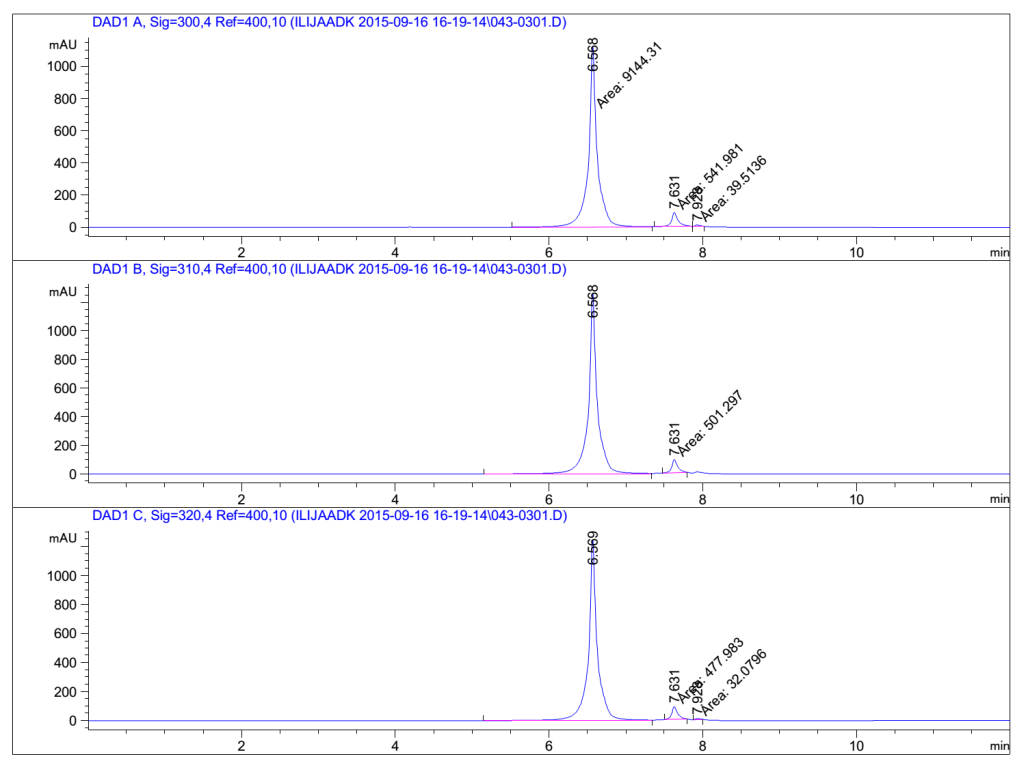 DAD1 A, Sig=300,4 Ref=400,10 (ILIJAADK 2015-09-16 16-19-14\043-0301.D)
mAU
1000
800
600
400
200
0
6.568
Area: 9144.31
7.631
Area: 541.981
7.928
Area: 39.5136
2 4 6 8 10 min
DAD1 B, Sig=310,4 Ref=400,10 (ILIJAADK 2015-09-16 16-19-14\043-0301.D)
mAU
1000
800
600
400
200
0
6.568
7.631
Area: 501.297
2 4 6 8 10 min
DAD1 C, Sig=320,4 Ref=400,10 (ILIJAADK 2015-09-16 16-19-14\043-0301.D)
mAU
1000
800
600
400
200
0
6.569
7.631
Area: 477.983
7.928
Area: 32.0796
2 4 6 8 10 min